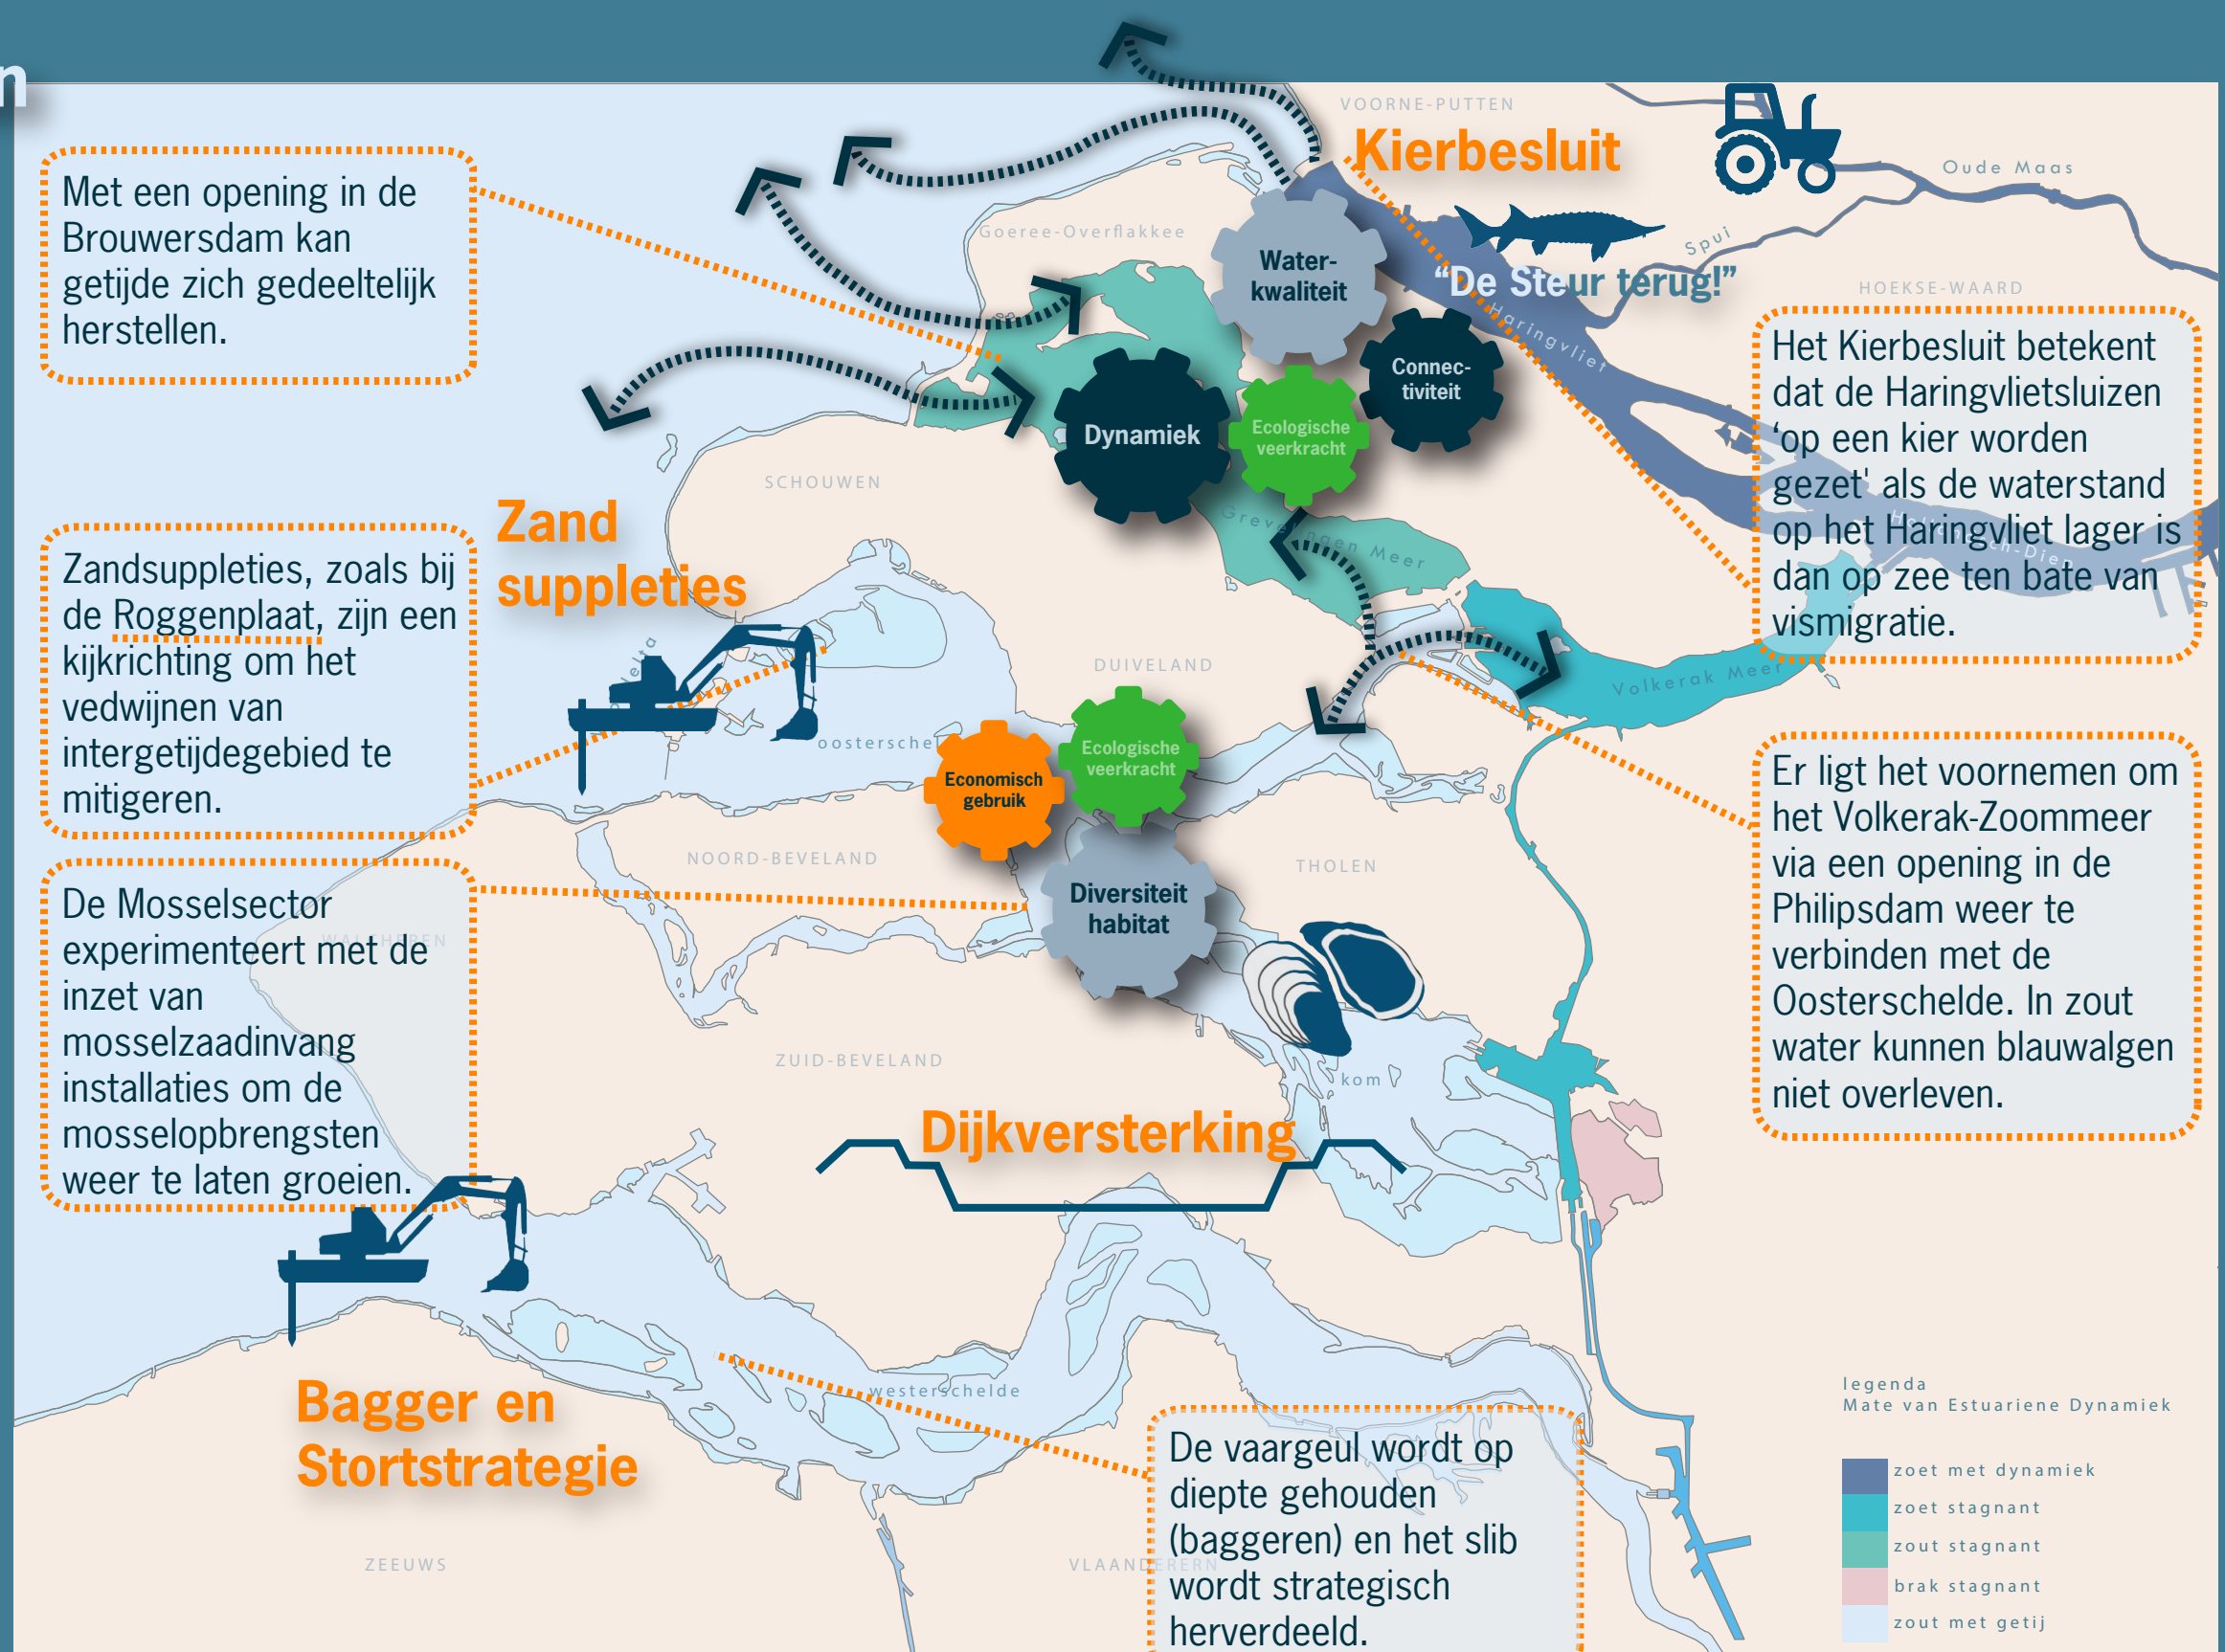 n
VOORNE-PUTTEN
Kierbesluit
Oude Maas
Spui
Met een opening in de
Brouwersdam kan
getijde zich gedeeltelijk
herstellen.
Goeree-Overflakkee
Water-
kwaliteit
“De Steur terug!”
Haringvliet
HOEKSE-WAARD
Connec-
tiviteit
Dynamiek
Ecologische
veerkracht
Het Kierbesluit betekent
dat de Haringvlietsluizen
‘op een kier worden
gezet' als de waterstand
op het Haringvliet lager is
dan op zee ten bate van
vismigratie.
SCHOUWEN
Meer
Zand
suppleties
Zandsuppleties, zoals bij
de Roggenplaat, zijn een
kijkrichting om het
vedwijnen van
intergetijdegebied te
mitigeren.
DUIVELAND
Volkerak Meer
oostersche
Economisch
gebruik
Ecologische
veerkracht
Diversiteit
habitat
NOORD-BEVELAND
THOLEN
Er ligt het voornemen om
het Volkerak-Zoommeer
via een opening in de
Philipsdam weer te
verbinden met de
Oosterschelde. In zout
water kunnen blauwalgen
niet overleven.
WALCHEREN
De Mosselsector
experimenteert met de
inzet van
mosselzaadinvang
installaties om de
mosselopbrengsten
weer te laten groeien.
ZUID-BEVELAND
kom
Dijkversterking
Bagger en
Stortstrategie
westerschelde
De vaargeul wordt op
diepte gehouden
(baggeren) en het slib
wordt strategisch
herverdeeld.
ZEEUWS
VLAANDERERN
legenda
Mate van Estuariene Dynamiek
zoet met dynamiek
zoet stagnant
zout stagnant
brak stagnant
zout met getij